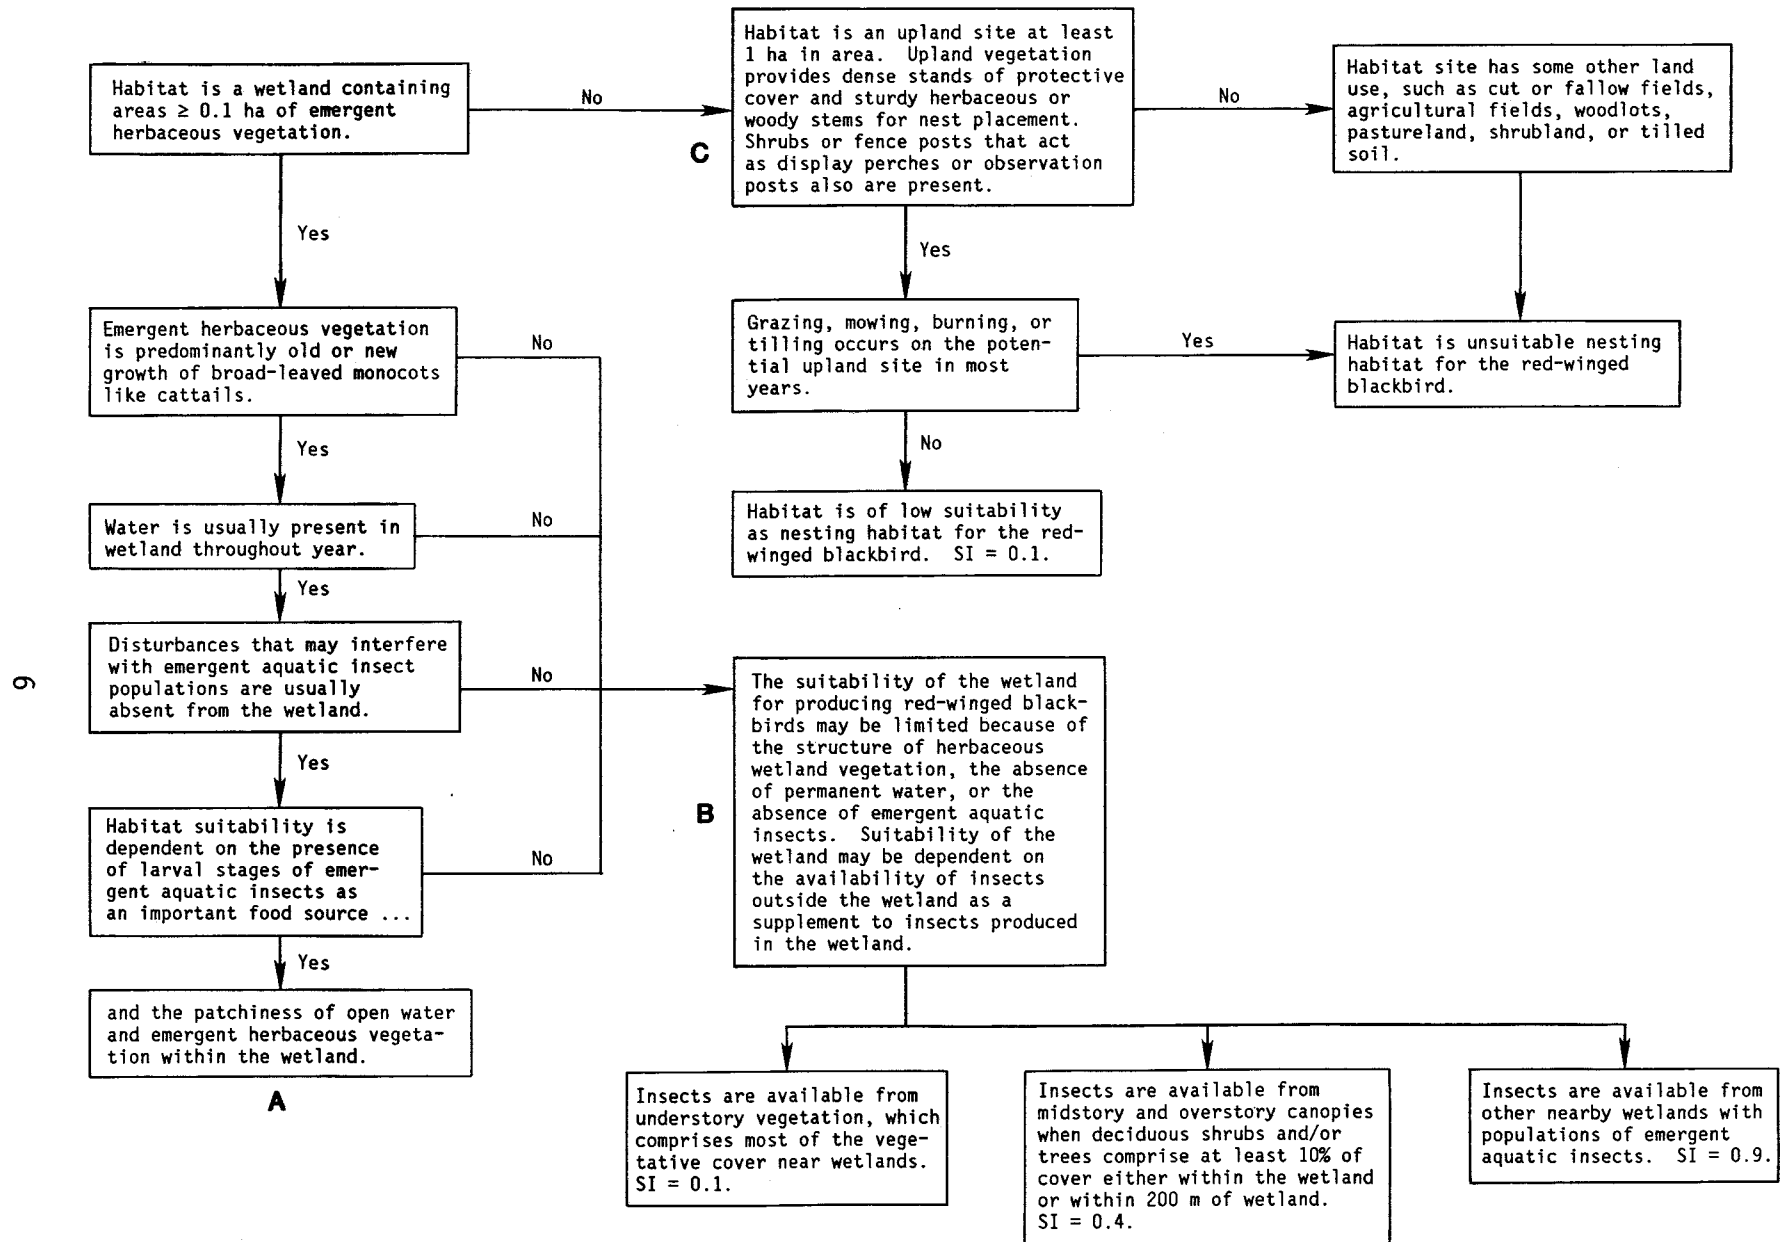 Habitat is a wetland containing
areas ≥ 0.1 ha of emergent
herbaceous vegetation.
No
Yes
C
Habitat is an upland site at least
1 ha in area. Upland vegetation
provides dense stands of protective
cover and sturdy herbaceous or
woody stems for nest placement.
Shrubs or fence posts that act
as display perches or observation
posts also are present.
No
Yes
Habitat site has some other land
use, such as cut or fallow fields,
agricultural fields, woodlots,
pastureland, shrubland, or tilled
soil.
Emergent herbaceous vegetation
is predominantly old or new
growth of broad-leaved monocots
like cattails.
No
Yes
Grazing, mowing, burning, or
tilling occurs on the poten-
tial upland site in most
years.
Yes
No
Habitat is unsuitable nesting
habitat for the red-winged
blackbird.
Water is usually present in
wetland throughout year.
No
Yes
Habitat is of low suitability
as nesting habitat for the red-
winged blackbird. SI = 0.1.
Disturbances that may interfere
with emergent aquatic insect
populations are usually
absent from the wetland.
No
Yes
9
B
The suitability of the wetland
for producing red-winged black-
birds may be limited because of
the structure of herbaceous
wetland vegetation, the absence
of permanent water, or the
absence of emergent aquatic
insects. Suitability of the
wetland may be dependent on
the availability of insects
outside the wetland as a
supplement to insects produced
in the wetland.
Habitat suitability is
dependent on the presence
of larval stages of emer-
gent aquatic insects as
an important food source ...
No
Yes
and the patchiness of open water
and emergent herbaceous vegeta-
tion within the wetland.
A
Insects are available from
understory vegetation, which
comprises most of the vege-
tative cover near wetlands.
SI = 0.1.
Insects are available from
midstory and overstory canopies
when deciduous shrubs and/or
trees comprise at least 10% of
cover either within the wetland
or within 200 m of wetland.
SI = 0.4.
Insects are available from
other nearby wetlands with
populations of emergent
aquatic insects. SI = 0.9.